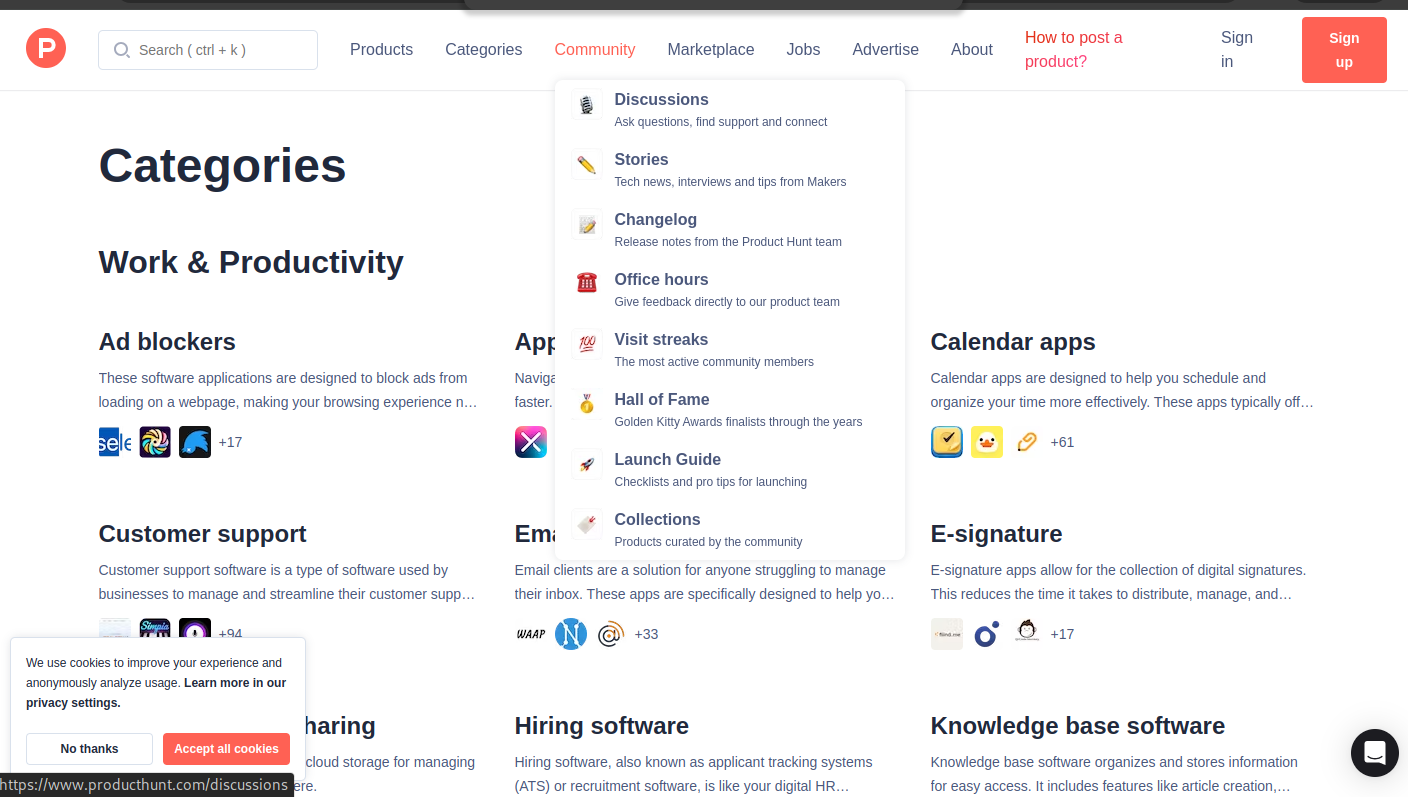 Search ( ctrl + k )
Products
Categories
Community
Marketplace
Jobs
Advertise
About
How to post a
product?
Sign
in
Sign
up
Discussions
Ask questions, find support and connect
Stories
Tech news, interviews and tips from Makers
Changelog
Release notes from the Product Hunt team
Office hours
Give feedback directly to our product team
Visit streaks
The most active community members
Hall of Fame
Golden Kitty Awards finalists through the years
Launch Guide
Checklists and pro tips for launching
Collections
Products curated by the community
Categories
Work & Productivity
Ad blockers
These software applications are designed to block ads from
loading on a webpage, making your browsing experience n…
+17
App
Naviga
faster.
Calendar apps
Calendar apps are designed to help you schedule and
organize your time more effectively. These apps typically off…
+61
Customer support
Customer support software is a type of software used by
businesses to manage and streamline their customer supp…
Simpla
+94
Ema
Email clients are a solution for anyone struggling to manage
their inbox. These apps are specifically designed to help yo…
WAAP
+33
E-signature
E-signature apps allow for the collection of digital signatures.
This reduces the time it takes to distribute, manage, and…
+17
haring
cloud storage for managing
ere.
Hiring software
Hiring software, also known as applicant tracking systems
(ATS) or recruitment software, is like your digital HR…
Knowledge base software
Knowledge base software organizes and stores information
for easy access. It includes features like article creation,…
We use cookies to improve your experience and
anonymously analyze usage. Learn more in our
privacy settings.
No thanks
Accept all cookies
https://www.producthunt.com/discussions